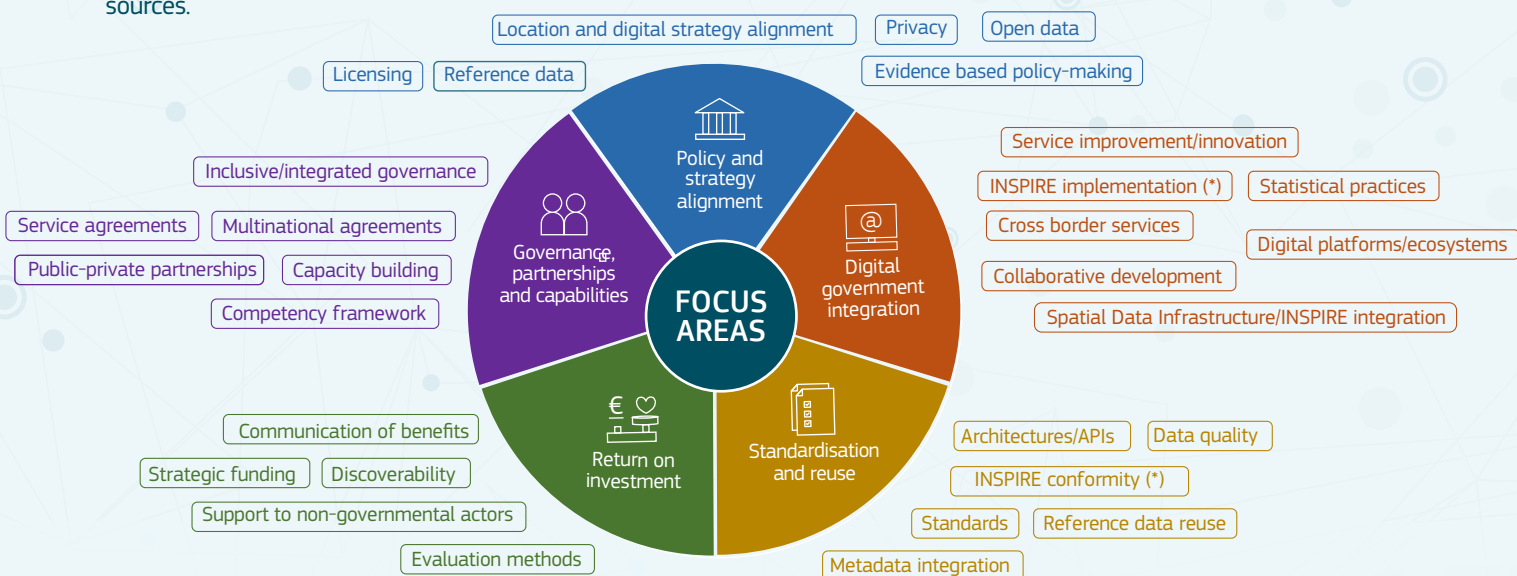 sources.
Location and digital strategy alignment
Privacy
Open data
Licensing
Reference data
Evidence based policy-making
Policy and
strategy
alignment
Service improvement/innovation
INSPIRE implementation (*)
Statistical practices
Cross border services
Digital platforms/ecosystems
Collaborative development
Spatial Data Infrastructure/INSPIRE integration
@
Digital
government
integration
Inclusive/integrated governance
Service agreements
Multinational agreements
Public-private partnerships
Capacity building
Competency framework
Governance,
partnerships
and capabilities
FOCUS
AREAS
Communication of benefits
Strategic funding
Discoverability
Support to non-governmental actors
Evaluation methods
€
Return on
investment
Standardisation
and reuse
Architectures/APIs
Data quality
INSPIRE conformity (*)
Standards
Reference data reuse
Metadata integration